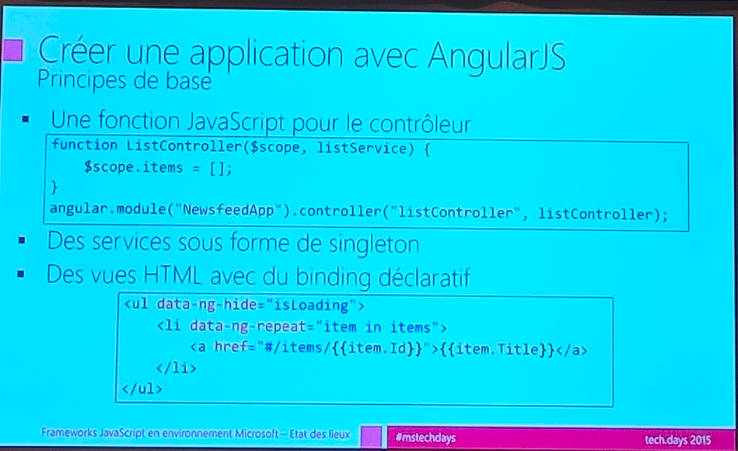 Créer une application avec AngularJS
Principes de base
▪ Une fonction JavaScript pour le contrôleur
function ListController($scope, listService) {
$scope.items = [];
}
angular.module("NewsfeedApp").controller("listController", listController);
▪ Des services sous forme de singleton
▪ Des vues HTML avec du binding déclaratif
<ul data-ng-hide="isLoading">
<li data-ng-repeat="item in items">
<a href="#/items/{{item.Id}}">{{item.Title}}</a>
</li>
</ul>
Frameworks JavaScript en environnement Microsoft – Etat des lieux
#mstechdays
tech.days 2015